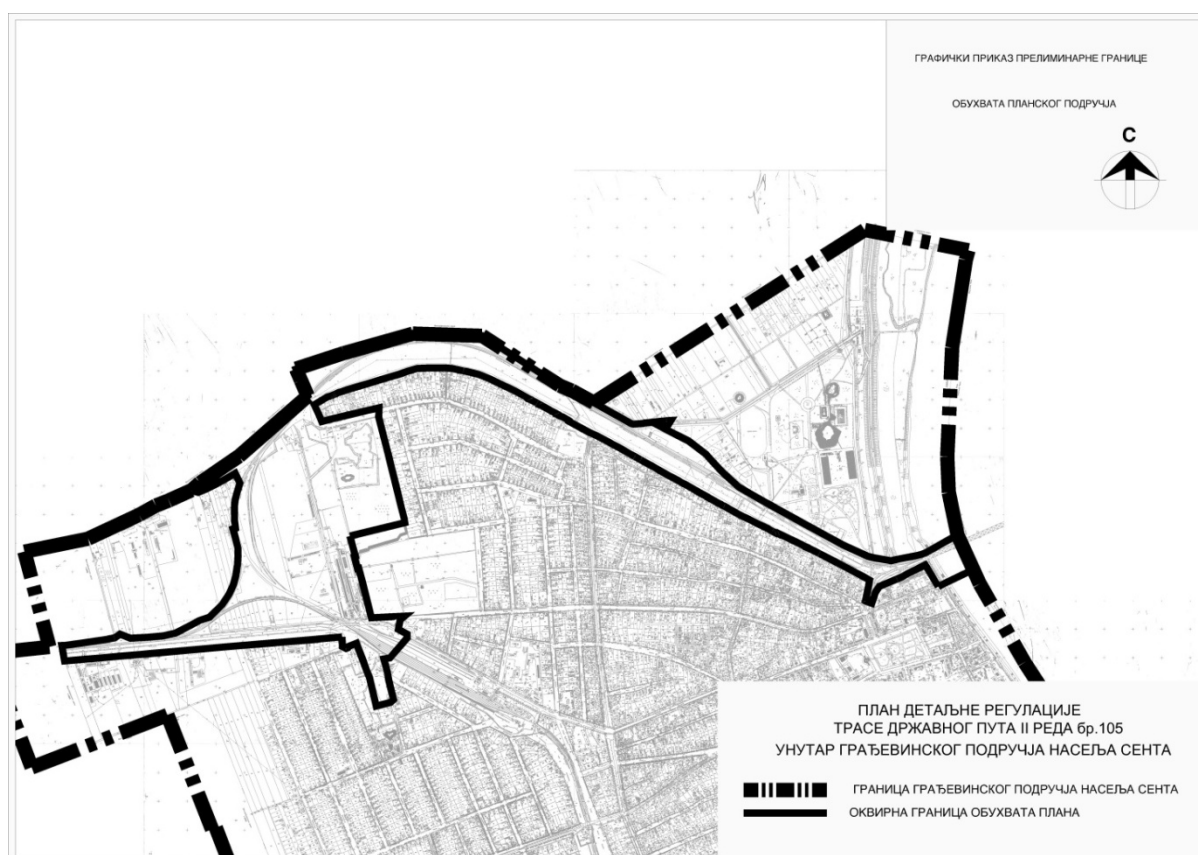 ГРАФИЧКИ ПРИКАЗ ПРЕЛИМИНАРНЕ ГРАНИЦЕ
ОБУХВАТА ПЛАНСКОГ ПОДРУЧЈА
С
ПЛАН ДЕТАЉНЕ РЕГУЛАЦИЈЕ
ТРАСЕ ДРЖАВНОГ ПУТА II РЕДА бр.105
УНУТАР ГРАЂЕВИНСКОГ ПОДРУЧЈА НАСЕЉА СЕНТА
ГРАНИЦА ГРАЂЕВИНСКОГ ПОДРУЧЈА НАСЕЉА СЕНТА
ОКВИРНА ГРАНИЦА ОБУХВАТА ПЛАНА